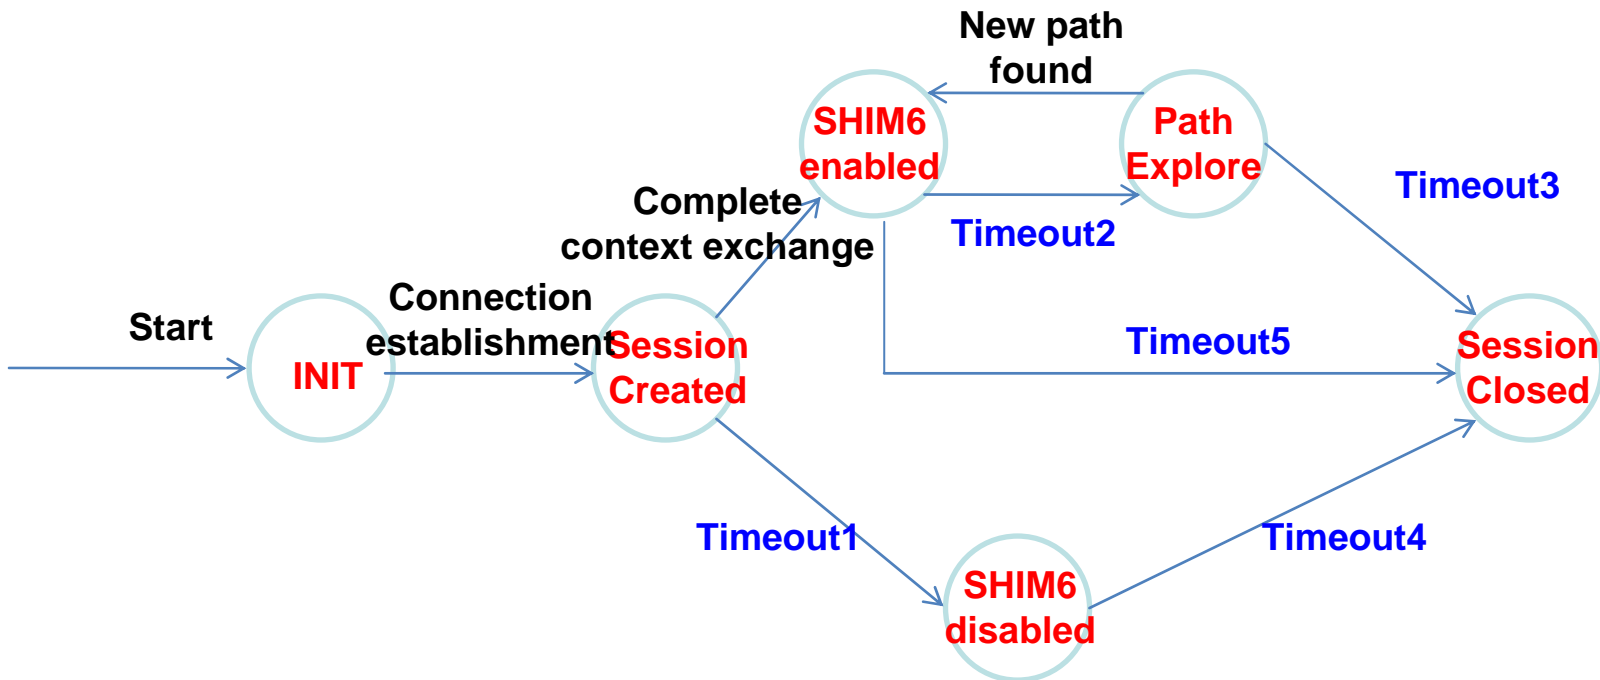 New path
found
SHIM6
enabled
Path
Explore
Timeout3
Complete
context exchange
Timeout2
Start
Connection
establishment
INIT
Session
Created
Timeout5
Session
Closed
Timeout1
Timeout4
SHIM6
disabled